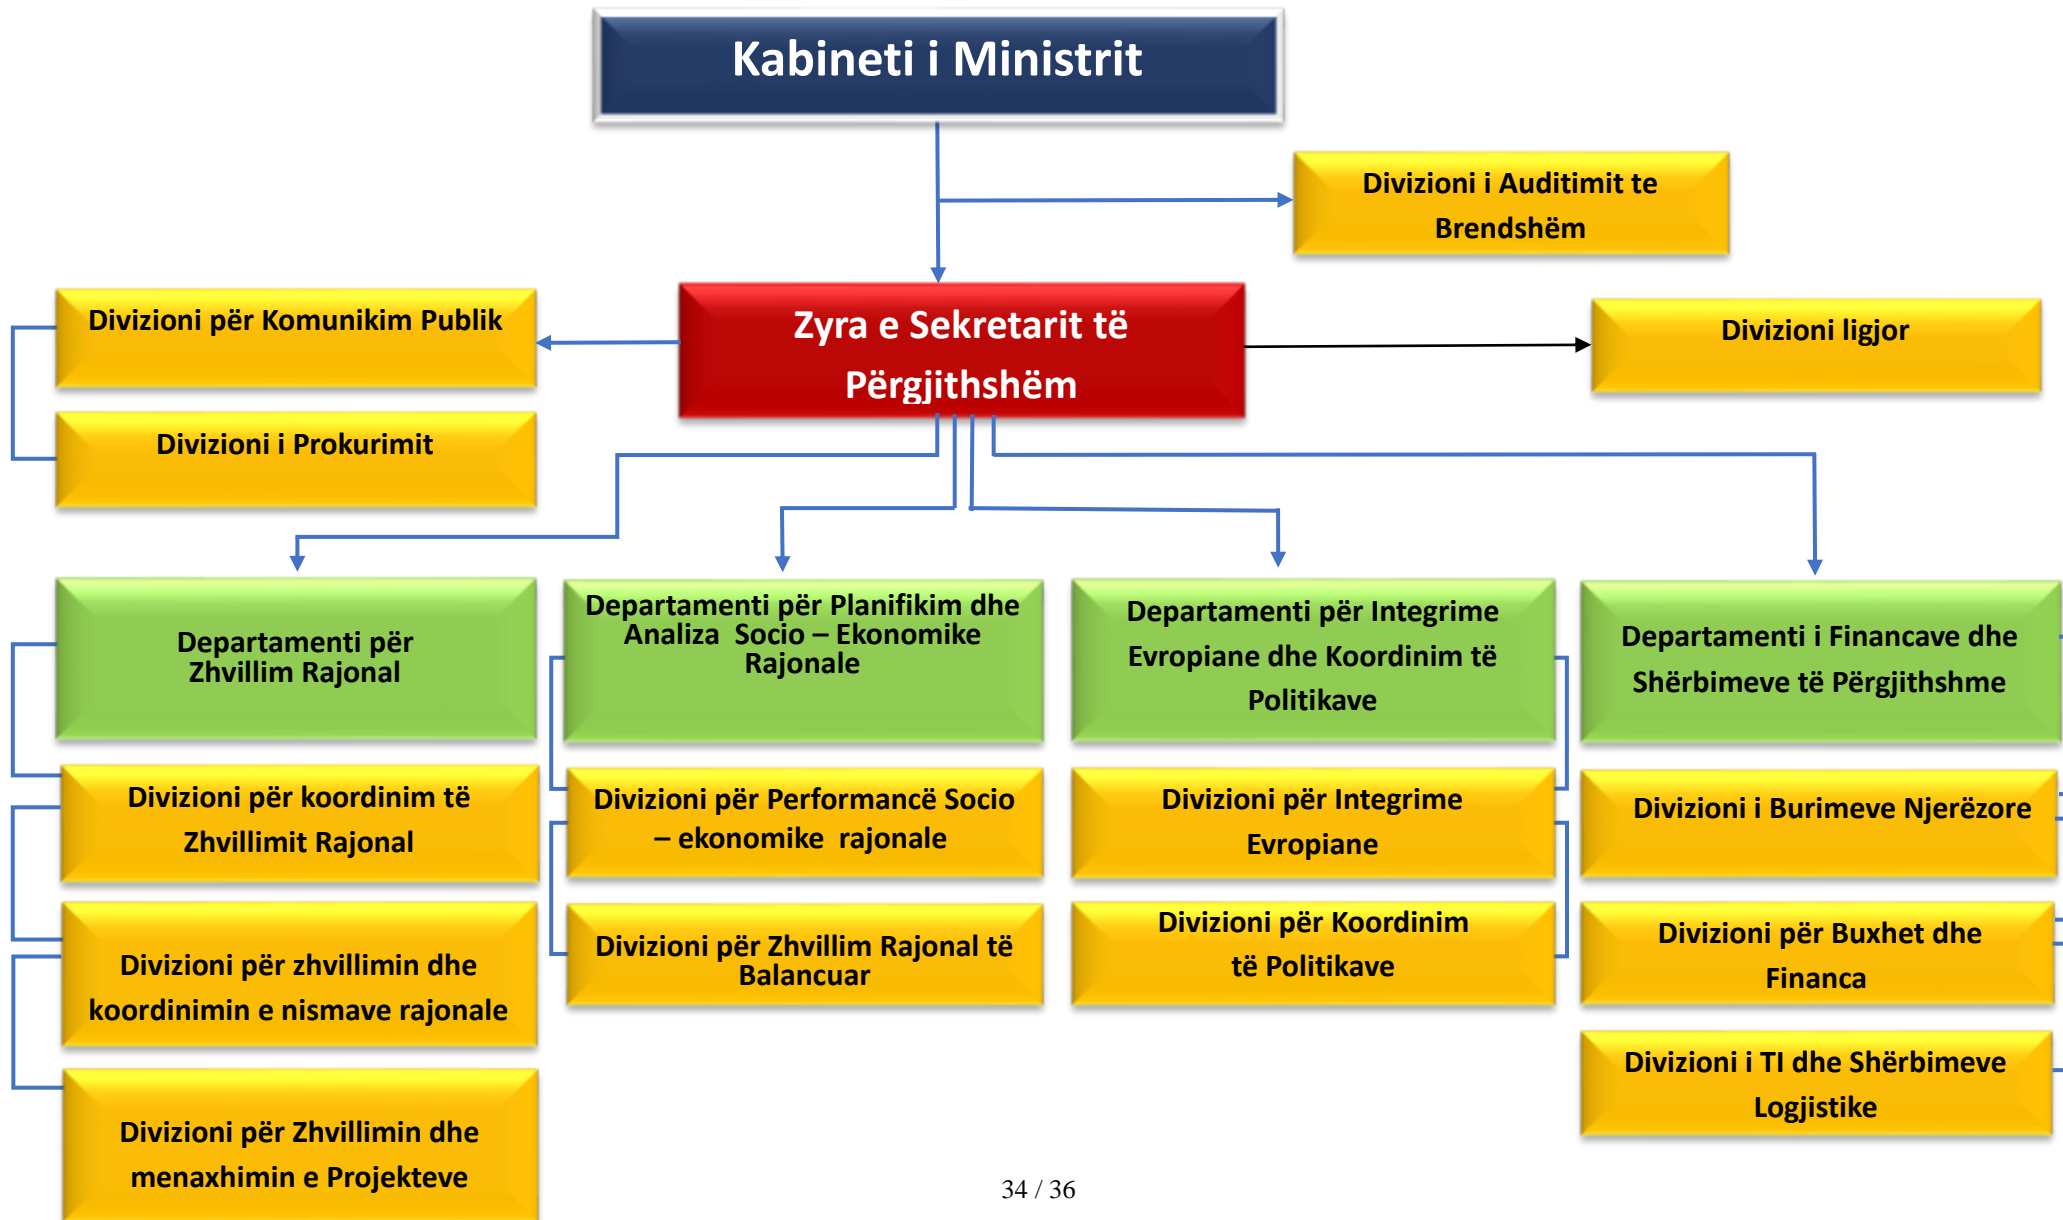 Kabineti i Ministrit
Divizioni i Auditimit te
Brendshëm
Divizioni për Komunikim Publik
Zyra e Sekretarit të
Përgjithshëm
Divizioni ligjor
Divizioni i Prokurimit
Departamenti për
Zhvillim Rajonal
Departamenti për Planifikim dhe
Analiza Socio – Ekonomike
Rajonale
Departamenti për Integrime
Evropiane dhe Koordinim të
Politikave
Departamenti i Financave dhe
Shërbimeve të Përgjithshme
Divizioni për koordinim të
Zhvillimit Rajonal
Divizioni për Performancë Socio
– ekonomike rajonale
Divizioni për Integrime
Evropiane
Divizioni i Burimeve Njerëzore
Divizioni për zhvillimin dhe
koordinimin e nismave rajonale
Divizioni për Zhvillim Rajonal të
Balancuar
Divizioni për Koordinim
të Politikave
Divizioni për Buxhet dhe
Financa
Divizioni për Zhvillimin dhe
menaxhimin e Projekteve
Divizioni i TI dhe Shërbimeve
Logjistike
34 / 36